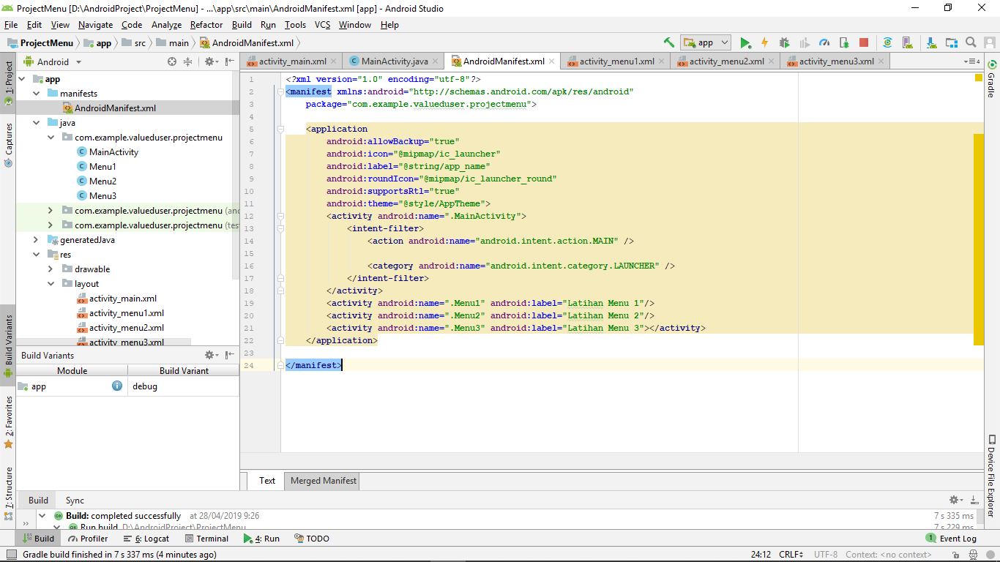 ProjectMenu [D:\AndroidProject\ProjectMenu] - ...\app\src\main\AndroidManifest.xml [app] - Android Studio
File Edit View Navigate Code Analyze Refactor Build Run Tools VCS Window Help
ProjectMenu app src main AndroidManifest.xml app
Android activity_main.xml MainActivity.java AndroidManifest.xml activity_menu1.xml activity_menu2.xml activity_menu3.xml 4
1: Project
Captures
Build Variants
2: Favorites
7: Structure
app
manifests
AndroidManifest.xml
java
com.example.valueduser.projectmenu
MainActivity
Menu1
Menu2
Menu3
com.example.valueduser.projectmenu (and
com.example.valueduser.projectmenu (tes
generatedJava
res
drawable
layout
activity_main.xml
activity_menu1.xml
activity_menu2.xml
activity_menu3.xml
Build Variants
Module Build Variant
app debug
1 <?xml version="1.0" encoding="utf-8"?>
2 <manifest xmlns:android="http://schemas.android.com/apk/res/android"
3 package="com.example.valueduser.projectmenu">
4
5 <application
6 android:allowBackup="true"
7 android:icon="@mipmap/ic_launcher"
8 android:label="@string/app_name"
9 android:roundIcon="@mipmap/ic_launcher_round"
10 android:supportsRtl="true"
11 android:theme="@style/AppTheme">
12 <activity android:name=".MainActivity">
13 <intent-filter>
14 <action android:name="android.intent.action.MAIN" />
15
16 <category android:name="android.intent.category.LAUNCHER" />
17 </intent-filter>
18 </activity>
19 <activity android:name=".Menu1" android:label="Latihan Menu 1"/>
20 <activity android:name=".Menu2" android:label="Latihan Menu 2"/>
21 <activity android:name=".Menu3" android:label="Latihan Menu 3"></activity>
22 </application>
23
24 </manifest>
Gradle
Device File Explorer
Text Merged Manifest
Build Sync
Build: completed successfully at 28/04/2019 9:26 7 s 335 ms
Run build D:\AndroidProject\ProjectMenu 7 s 229 ms
Build Profiler 6: Logcat Terminal 4: Run TODO 1 Event Log
Gradle build finished in 7 s 337 ms (4 minutes ago) 24:12 CRLF UTF-8 Context: <no context>